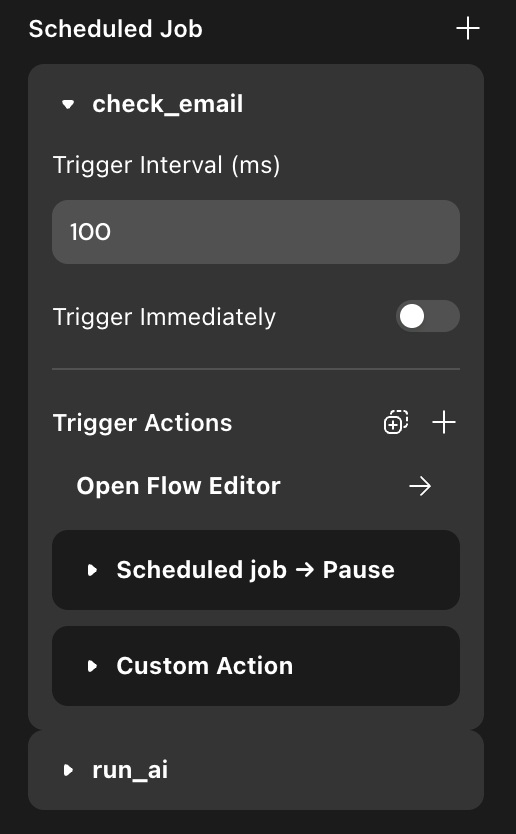 Scheduled Job
check_email
Trigger Interval (ms)
100
Trigger Immediately
Trigger Actions
Open Flow Editor
Scheduled job → Pause
Custom Action
run_ai